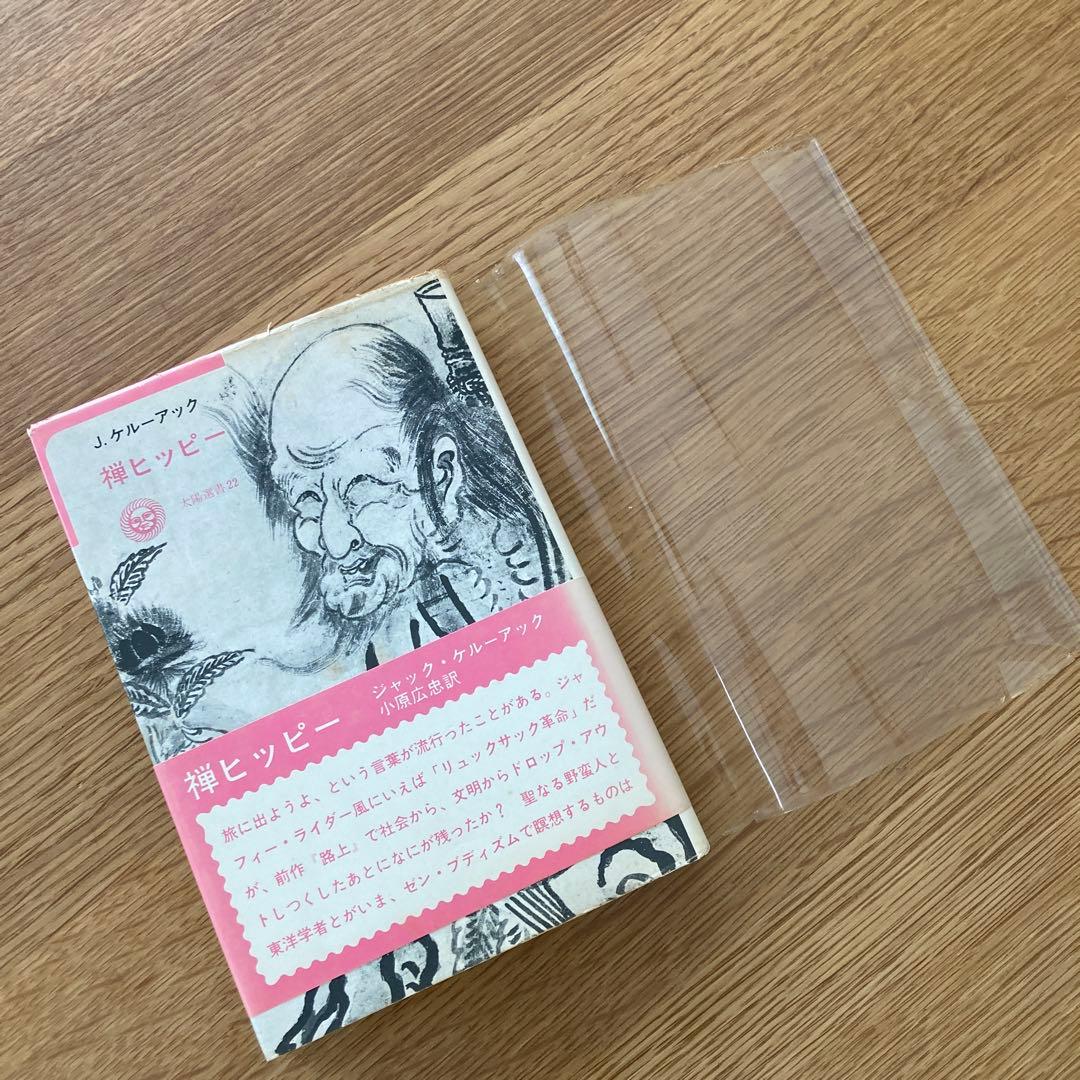 J.ケルーアック
禅ヒッピー
太陽選書22
禅ヒッピー
ジャック・ケルーアック
小原広忠訳
旅に出ようよ、という言葉が流行ったことがある。ジャ
フィー・ライダー風にいえば「リュックサック革命」だ
が、前作『路上』で社会から、文明からドロップ・アウ
トしつくしたあとになにが残ったか？ 聖なる野蛮人と
東洋学者とがいま、ゼン・ブディズムで瞑想するものは